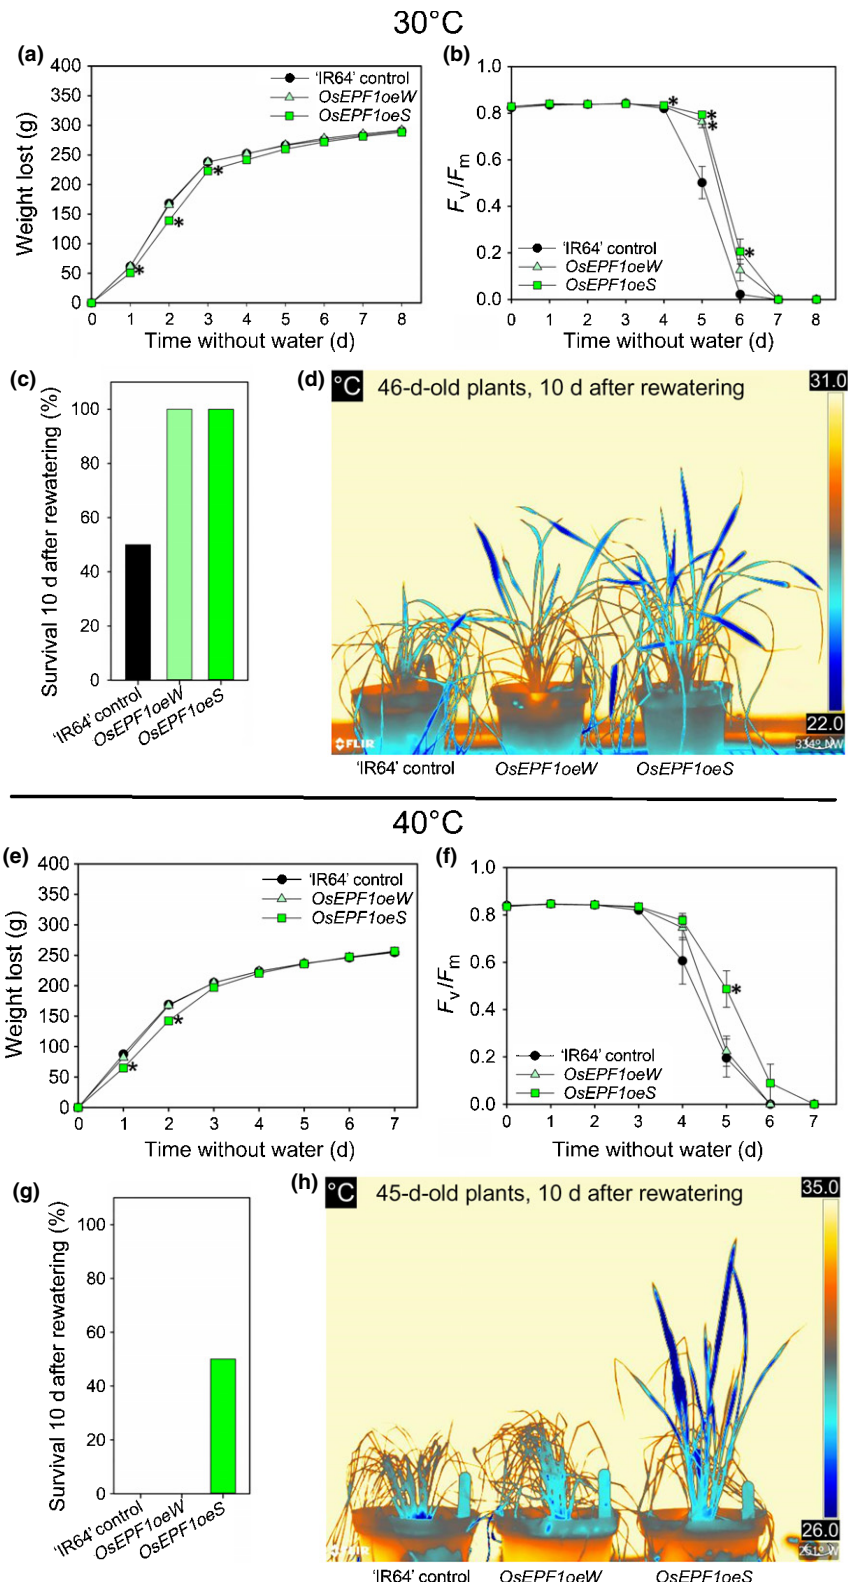 30°C
(a)
400
350
300
250
200
150
100
50
0
Weight lost (g)
'IR64' control
OsEPF1oeW
OsEPF1oeS
*
*
*
0 1 2 3 4 5 6 7 8
Time without water (d)
(b)
1.0
0.8
0.6
0.4
0.2
0.0
Fv/Fm
*
*
*
*
'IR64' control
OsEPF1oeW
OsEPF1oeS
0 1 2 3 4 5 6 7 8
Time without water (d)
(c)
100
80
60
40
20
0
Survival 10 d after rewatering (%)
'IR64' control
OsEPF1oeW
OsEPF1oeS
(d)
°C 46-d-old plants, 10 d after rewatering
31.0
22.0
334° NW
FLIR
'IR64' control OsEPF1oeW OsEPF1oeS
40°C
(e)
400
350
300
250
200
150
100
50
0
Weight lost (g)
'IR64' control
OsEPF1oeW
OsEPF1oeS
*
*
0 1 2 3 4 5 6 7
Time without water (d)
(f)
1.0
0.8
0.6
0.4
0.2
0.0
Fv/Fm
*
'IR64' control
OsEPF1oeW
OsEPF1oeS
0 1 2 3 4 5 6 7
Time without water (d)
(g)
100
80
60
40
20
0
Survival 10 d after rewatering (%)
'IR64' control
OsEPF1oeW
OsEPF1oeS
(h)
°C 45-d-old plants, 10 d after rewatering
35.0
26.0
FLIR
'IR64' control OsEPF1oeW OsEPF1oeS